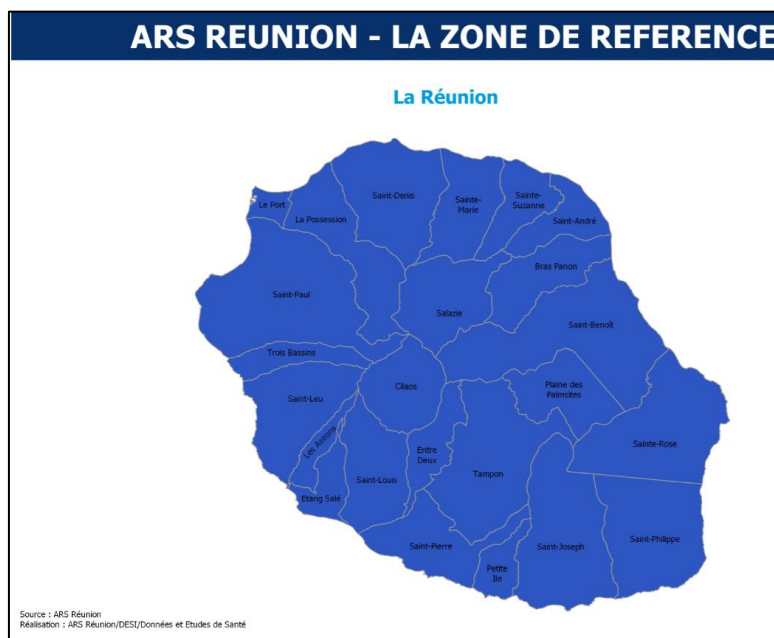 ARS REUNION - LA ZONE DE REFERENCE
La Réunion
Saint-Denis
Sainte-
Marie
Sainte-
Suzanne
Le Port
La Possession
Saint-André
Bras Panon
Saint-Paul
Salazie
Saint-Benoît
Trois Bassins
Cilaos
Plaine des
Palmsites
Saint-Leu
Les Avirons
Entre
Deux
Sainte-Rose
Tampon
Saint-Louis
Etang Salé
Saint-Philippe
Saint-Pierre
Saint-Joseph
Petite
Ile
Source : ARS Réunion
Réalisation : ARS Réunion/DESI/Données et Etudes de Santé